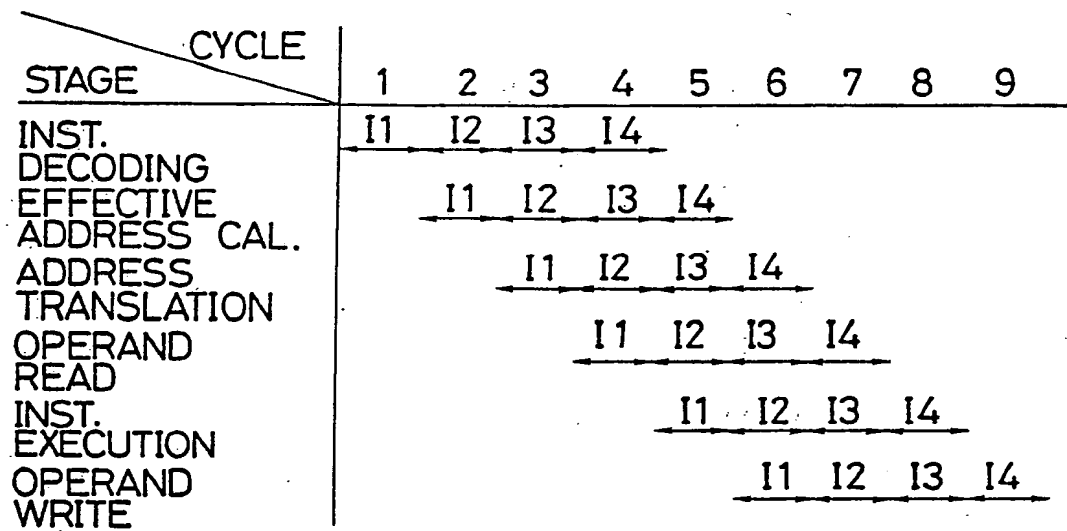 CYCLE
STAGE 1 2 3 4 5 6 7 8 9
INST. I1 I2 I3 I4
DECODING
EFFECTIVE I1 I2 I3 I4
ADDRESS CAL.
ADDRESS I1 I2 I3 I4
TRANSLATION
OPERAND I1 I2 I3 I4
READ
INST. I1 I2 I3 I4
EXECUTION
OPERAND I1 I2 I3 I4
WRITE